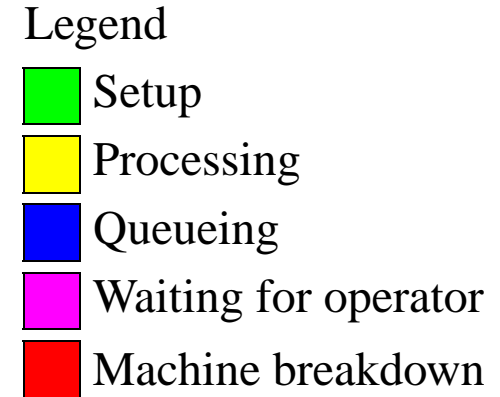 Legend
Setup
Processing
Queueing
Waiting for operator
Machine breakdown